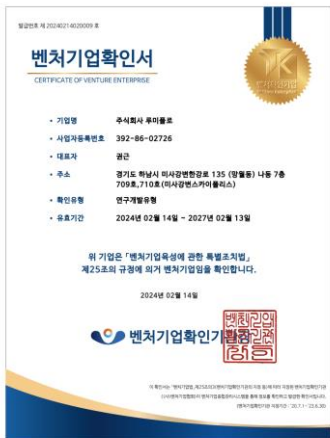 발급번호 제 20240214020009 호
벤처기업확인서
CERTIFICATE OF VENTURE ENTERPRISE
• 기업명 주식회사 루미플로
• 사업자등록번호 392-86-02726
• 대표자 권근
• 주소 경기도 하남시 미사강변한강로 135 (망월동) 나동 7층
709호,710호(미사강변스카이폴리스)
• 확인유형 연구개발유형
• 유효기간 2024년 02월 14일 ~ 2027년 02월 13일
위 기업은 「벤처기업육성에 관한 특별조치법」
제25조의 규정에 의거 벤처기업임을 확인합니다.
2024년 02월 14일
벤처기업확인기관장